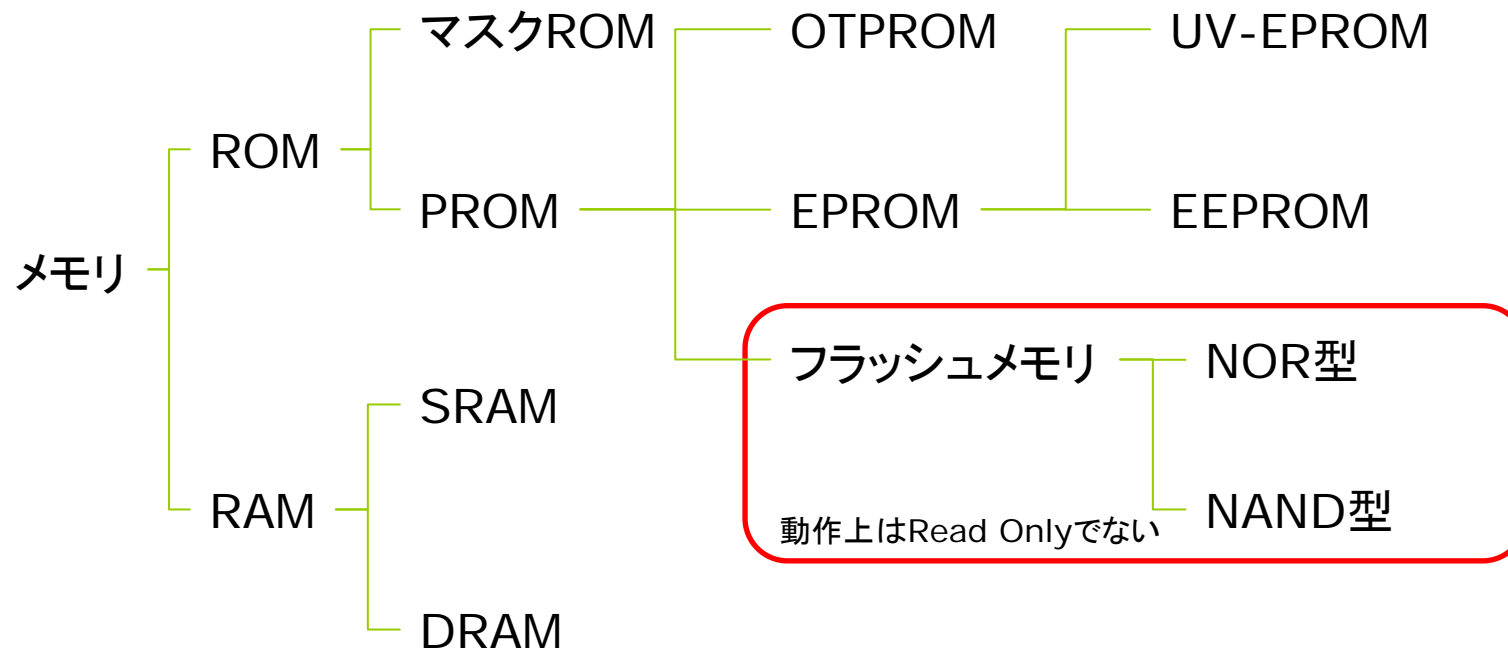 マスクROM
OTPROM
UV-EPROM
ROM
PROM
EPROM
EEPROM
メモリ
フラッシュメモリ
NOR型
SRAM
RAM
NAND型
動作上はRead Onlyでない
DRAM